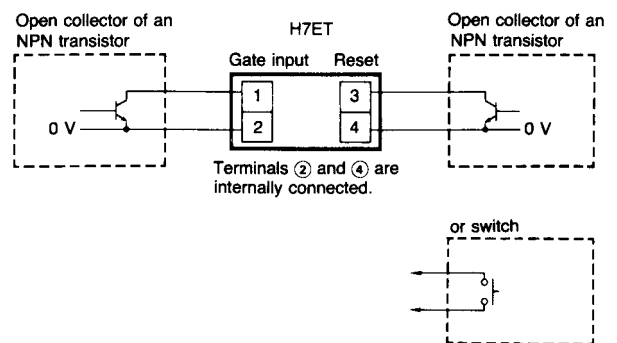 Open collector of an
NPN transistor
H7ET
Open collector of an
NPN transistor
Gate input Reset
1 3
0 V 2 4 0 V
Terminals ② and ④ are
internally connected.
or switch